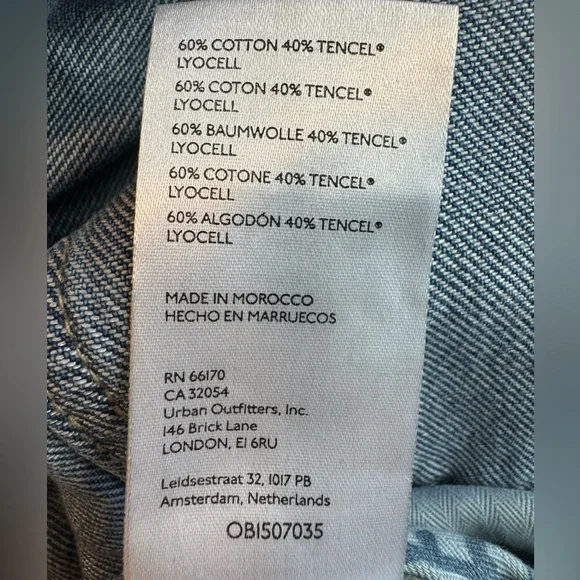 60% COTTON 40% TENCEL®
LYOCELL
60% COTON 40% TENCEL®
LYOCELL
60% BAUMWOLLE 40% TENCEL®
LYOCELL
60% COTONE 40% TENCEL®
LYOCELL
60% ALGODÓN 40% TENCEL®
LYOCELL
MADE IN MOROCCO
HECHO EN MARRUECOS
RN 66170
CA 32054
Urban Outfitters, Inc.
146 Brick Lane
LONDON, E1 6RU
Leidsestraat 32, 1017 PB
Amsterdam, Netherlands
OB1507035